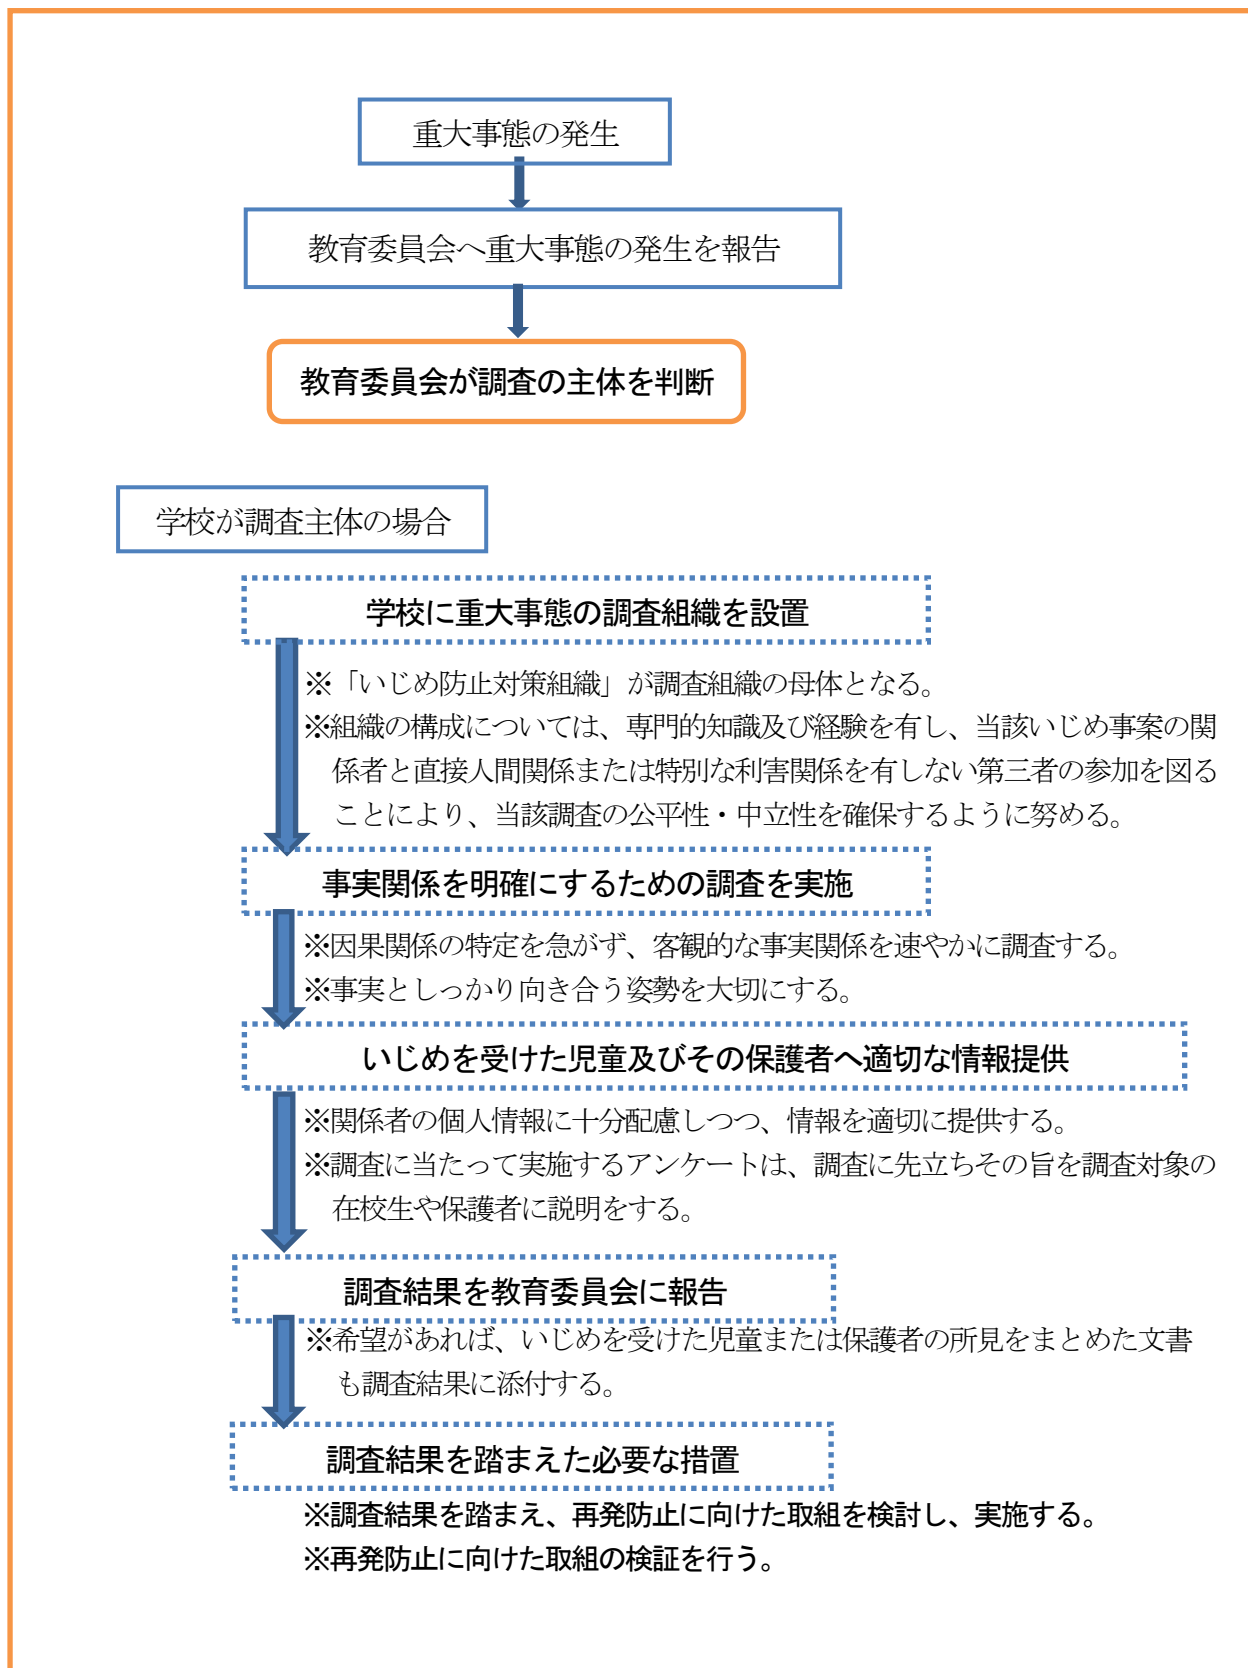 重大事態の発生
教育委員会へ重大事態の発生を報告
教育委員会が調査の主体を判断
学校が調査主体の場合
学校に重大事態の調査組織を設置
※「いじめ防止対策組織」が調査組織の母体となる。
※組織の構成については、専門的知識及び経験を有し、当該いじめ事案の関
係者と直接人間関係または特別な利害関係を有しない第三者の参加を図る
ことにより、当該調査の公平性・中立性を確保するように努める。
事実関係を明確にするための調査を実施
※因果関係の特定を急がず、客観的な事実関係を速やかに調査する。
※事実としっかり向き合う姿勢を大切にする。
いじめを受けた児童及びその保護者へ適切な情報提供
※関係者の個人情報に十分配慮しつつ、情報を適切に提供する。
※調査に当たって実施するアンケートは、調査に先立ちその旨を調査対象の
在校生や保護者に説明をする。
調査結果を教育委員会に報告
※希望があれば、いじめを受けた児童または保護者の所見をまとめた文書
も調査結果に添付する。
調査結果を踏まえた必要な措置
※調査結果を踏まえ、再発防止に向けた取組を検討し、実施する。
※再発防止に向けた取組の検証を行う。